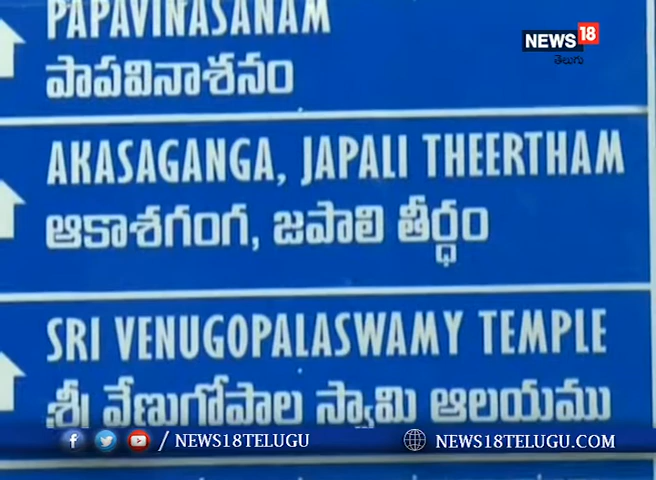 PAPAVINASANAM
పాపవినాశనం
NEWS 18
తెలుగు
AKASAGANGA, JAPALI THEERTHAM
ఆకాశగంగ, జపాలి తీర్ధం
SRI VENUGOPALASWAMY TEMPLE
శ్రీ వేణుగోపాల స్వామి ఆలయము
/ NEWS18TELUGU
NEWS18TELUGU.COM